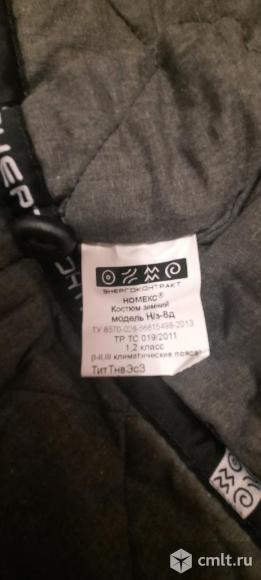 ЭНЕРГОКОНТРАКТ
НОМЕКС®
Костюм зимний
модель Н/з-8д
ТУ 8570-028-56615498-2013
ТР ТС 019/2011
1,2 класс
(I-II,III климатические пояса)
ТитТнвЭс3
cmlt.ru